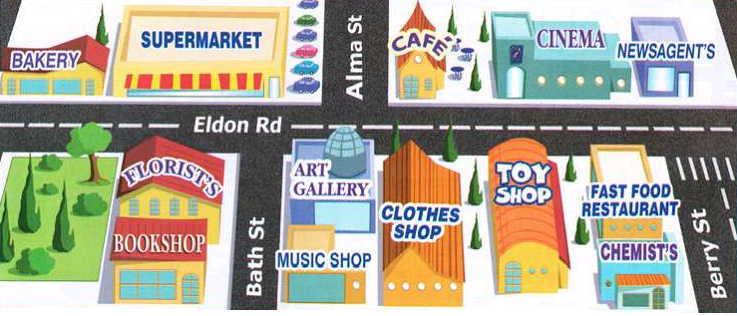 BAKERY
SUPERMARKET
Alma St
CAFÉ
CINEMA
NEWSAGENT'S
Eldon Rd
FLORIST'S
BOOKSHOP
Bath St
ART
GALLERY
MUSIC SHOP
CLOTHES
SHOP
TOY
SHOP
FAST FOOD
RESTAURANT
CHEMIST'S
Berry St